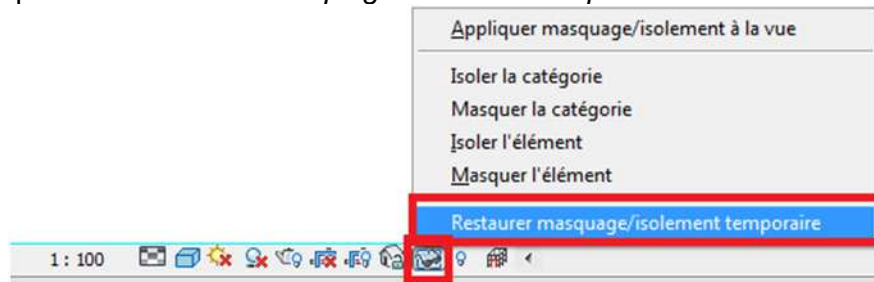 Appliquer masquage/isolement à la vue
Isoler la catégorie
Masquer la catégorie
Isoler l'élément
Masquer l'élément
Restaurer masquage/isolement temporaire
1 : 100